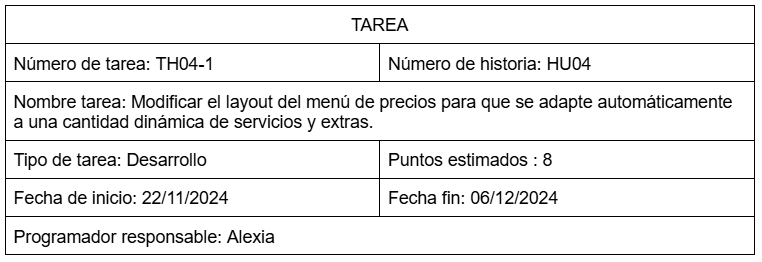 TAREA
Número de tarea: TH04-1
Número de historia: HU04
Nombre tarea: Modificar el layout del menú de precios para que se adapte automáticamente
a una cantidad dinámica de servicios y extras.
Tipo de tarea: Desarrollo
Puntos estimados : 8
Fecha de inicio: 22/11/2024
Fecha fin: 06/12/2024
Programador responsable: Alexia